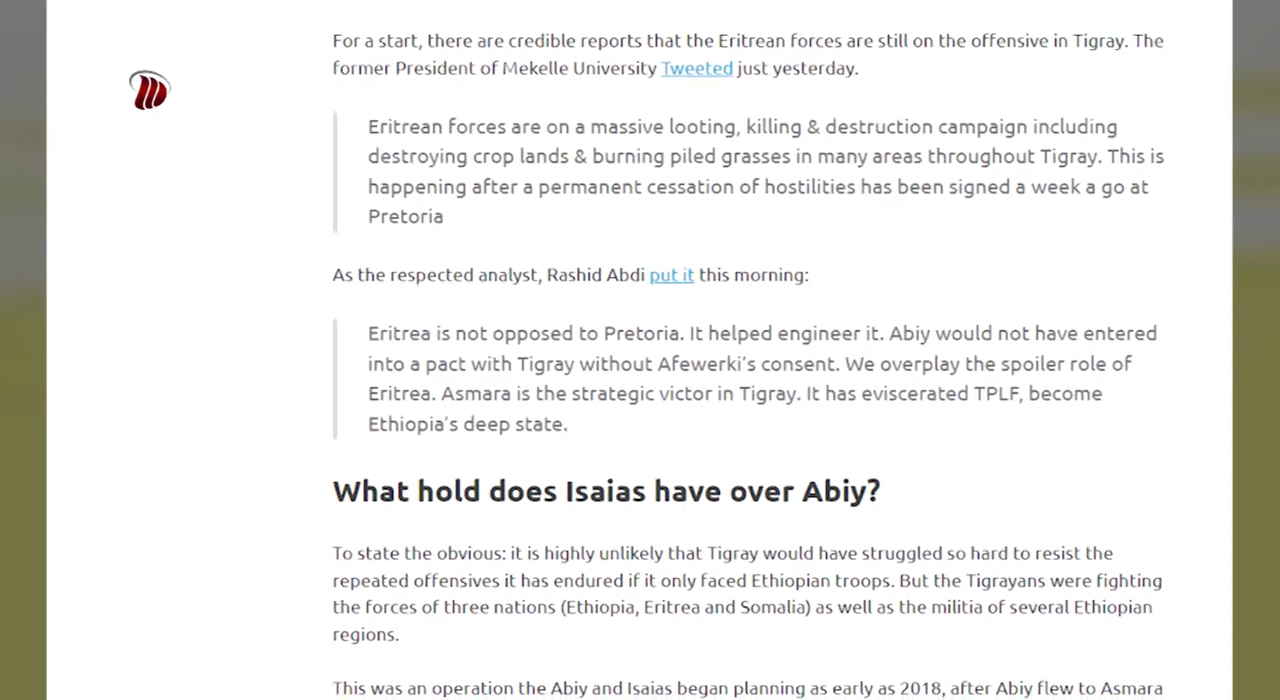 For a start, there are credible reports that the Eritrean forces are still on the offensive in Tigray. The
former President of Mekelle University Tweeted just yesterday.
Eritrean forces are on a massive looting, killing & destruction campaign including
destroying crop lands & burning piled grasses in many areas throughout Tigray. This is
happening after a permanent cessation of hostilities has been signed a week a go at
Pretoria
As the respected analyst, Rashid Abdi put it this morning:
Eritrea is not opposed to Pretoria. It helped engineer it. Abiy would not have entered
into a pact with Tigray without Afewerki's consent. We overplay the spoiler role of
Eritrea. Asmara is the strategic victor in Tigray. It has eviscerated TPLF, become
Ethiopia's deep state.
What hold does Isaias have over Abiy?
To state the obvious: it is highly unlikely that Tigray would have struggled so hard to resist the
repeated offensives it has endured if it only faced Ethiopian troops. But the Tigrayans were fighting
the forces of three nations (Ethiopia, Eritrea and Somalia) as well as the militia of several Ethiopian
regions.
This was an operation the Abiy and Isaias began planning as early as 2018, after Abiy flew to Asmara